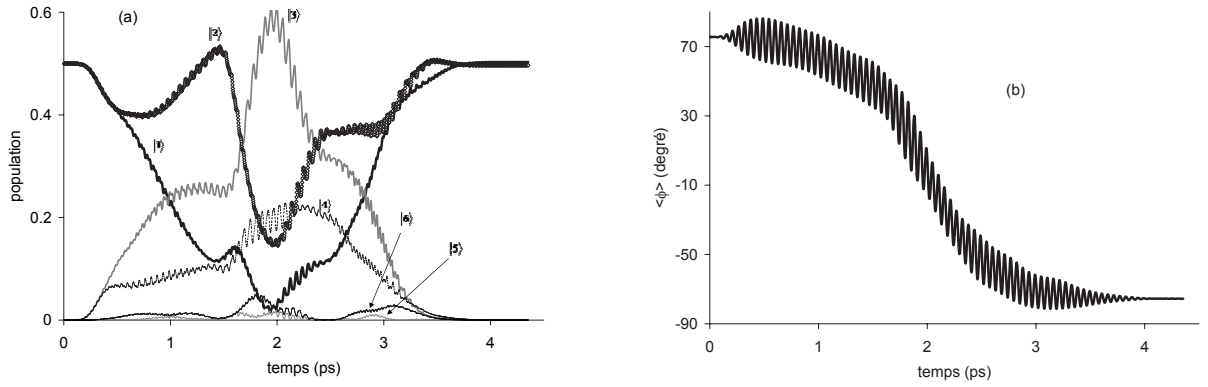 (a)
0.6
0.4
0.2
0
population
|1⟩
|2⟩
|3⟩
|4⟩
|6⟩
|5⟩
0 1 2 3 4
temps (ps)
(b)
70
30
-10
-50
-90
<ϕ> (degré)
0 1 2 3 4
temps (ps)